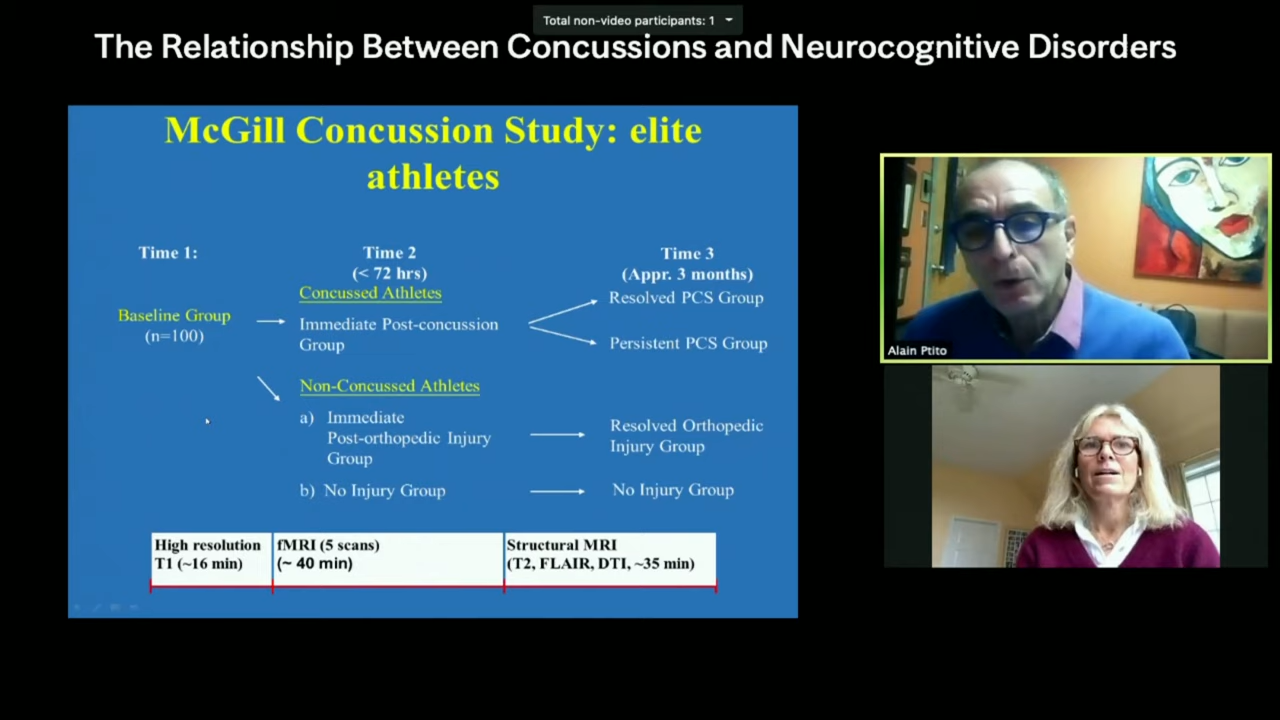 Total non-video participants: 1
The Relationship Between Concussions and Neurocognitive Disorders
McGill Concussion Study: elite
athletes
Time 1:
Baseline Group
(n=100)
Time 2
(< 72 hrs)
Concussed Athletes
Immediate Post-concussion
Group
Non-Concussed Athletes
a) Immediate
Post-orthopedic Injury
Group
b) No Injury Group
Time 3
(Appr. 3 months)
Resolved PCS Group
Persistent PCS Group
Resolved Orthopedic
Injury Group
No Injury Group
High resolution
T1 (~16 min)
fMRI (5 scans)
(~ 40 min)
Structural MRI
(T2, FLAIR, DTI, ~35 min)
Alain Ptito